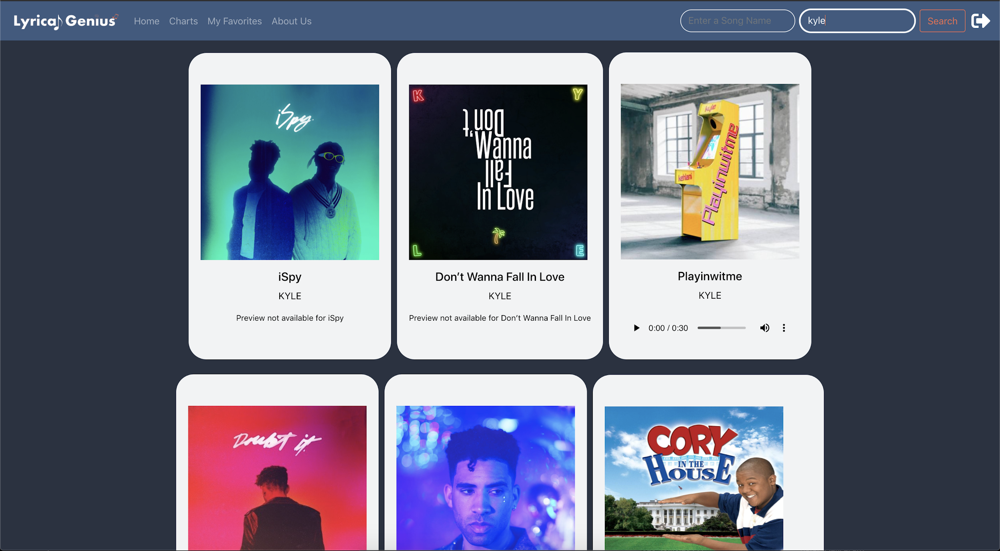 Lyrical Genius Home Charts My Favorites About Us Enter a Song Name kyle Search
K Y
iSpy.
Don't
Wanna
Fall
In Love
L E
kyle
kehlani
Playinwitme
iSpy
KYLE
Preview not available for iSpy
Don’t Wanna Fall In Love
KYLE
Preview not available for Don’t Wanna Fall In Love
Playinwitme
KYLE
0:00 / 0:30
Doubt it.
CORY
IN THE
HOUSE